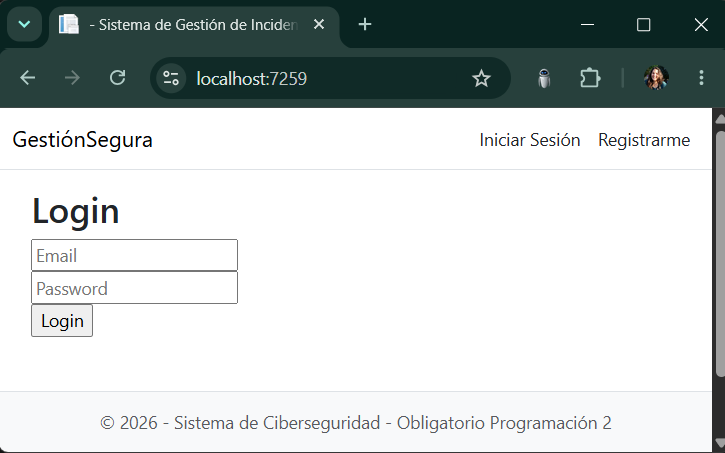 - Sistema de Gestión de Inciden
localhost:7259
GestiónSegura Iniciar Sesión Registrarme
Login
Email
Password
Login
© 2026 - Sistema de Ciberseguridad - Obligatorio Programación 2